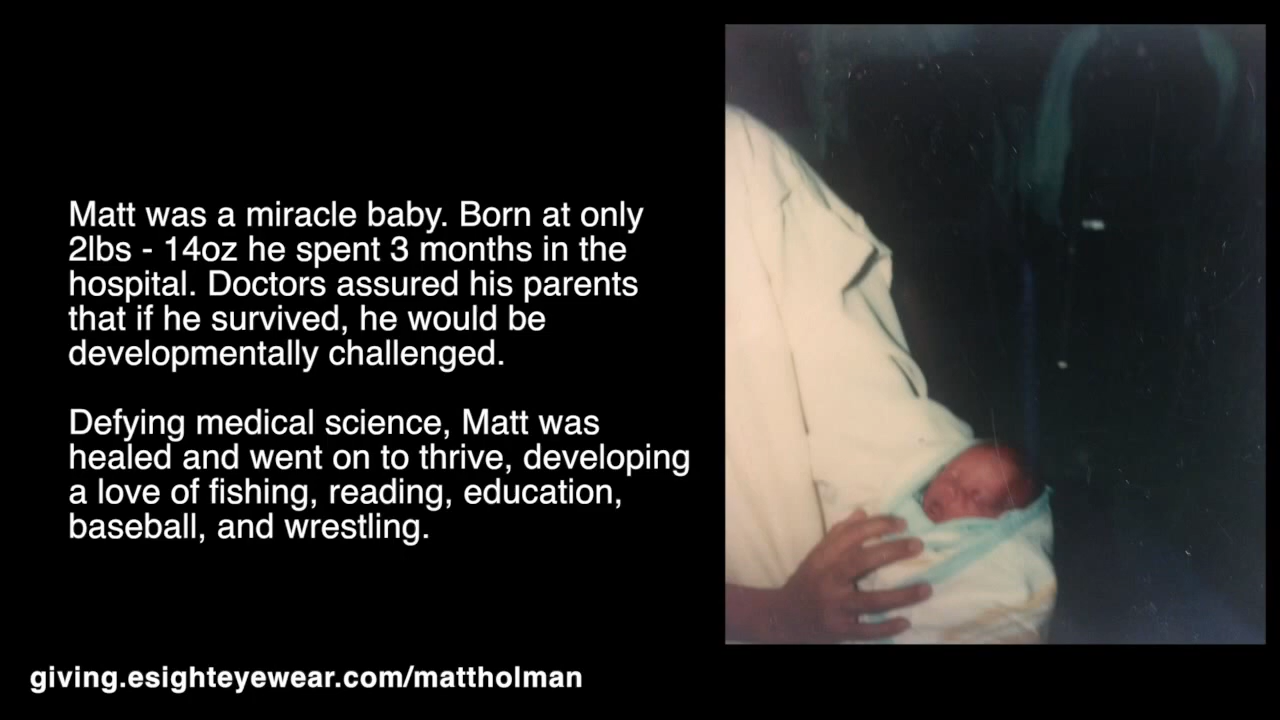 Matt was a miracle baby. Born at only
2lbs - 14oz he spent 3 months in the
hospital. Doctors assured his parents
that if he survived, he would be
developmentally challenged.
Defying medical science, Matt was
healed and went on to thrive, developing
a love of fishing, reading, education,
baseball, and wrestling.
giving.esighteyewear.com/mattholman